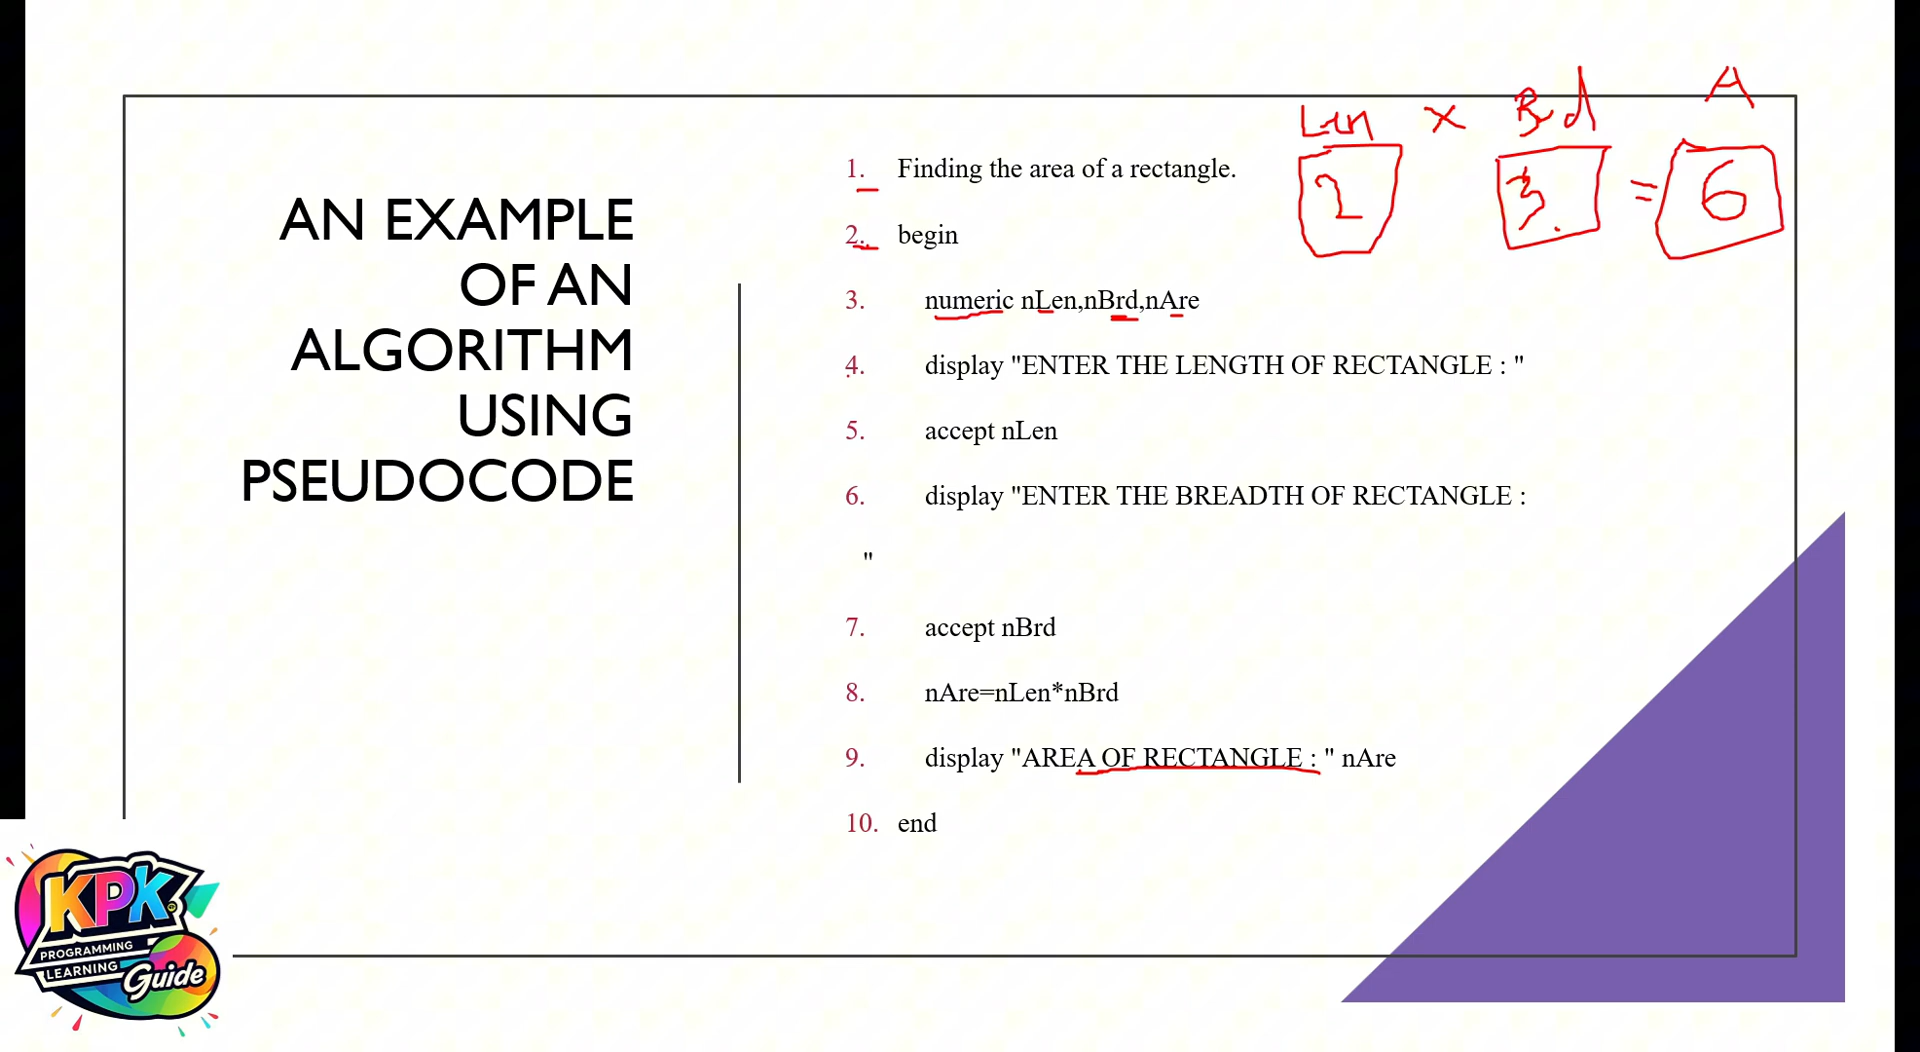 AN EXAMPLE
OF AN
ALGORITHM
USING
PSEUDOCODE
Len x Brd A
2 3 = 6
1. Finding the area of a rectangle.
2. begin
3. numeric nLen,nBrd,nAre
4. display "ENTER THE LENGTH OF RECTANGLE : "
5. accept nLen
6. display "ENTER THE BREADTH OF RECTANGLE :
"
7. accept nBrd
8. nAre=nLen*nBrd
9. display "AREA OF RECTANGLE : " nAre
10. end
KPK
PROGRAMMING
LEARNING Guide